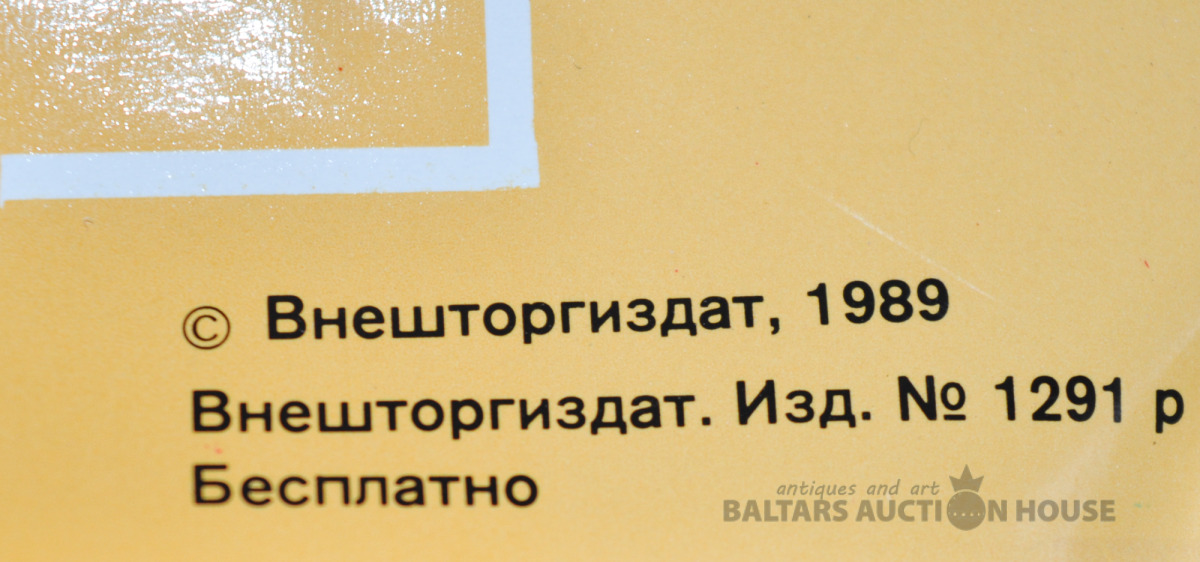 © Внешторгиздат, 1989
Внешторгиздат. Изд. № 1291 р
Бесплатно
antiques and art
BALTARS AUCTION HOUSE